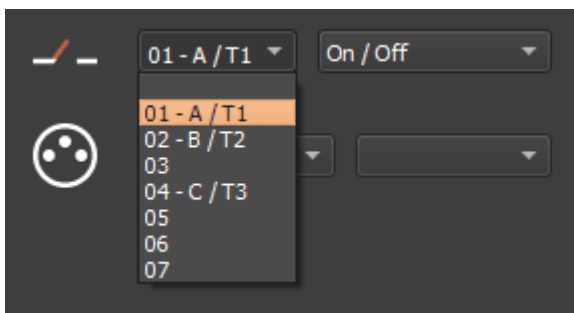 01 - A / T1 On / Off
01 - A / T1
02 - B / T2
03
04 - C / T3
05
06
07